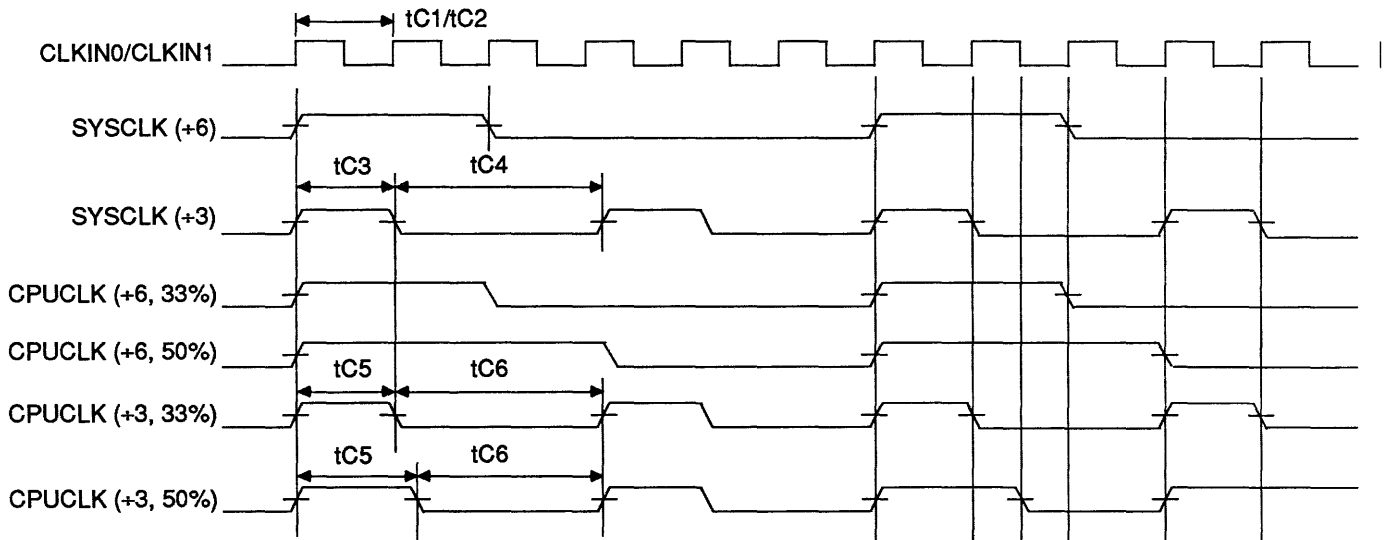 tC1/tC2
CLKIN0/CLKIN1
SYSCLK (÷6)
tC3 tC4
SYSCLK (÷3)
CPUCLK (÷6, 33%)
CPUCLK (÷6, 50%)
tC5 tC6
CPUCLK (÷3, 33%)
tC5 tC6
CPUCLK (÷3, 50%)